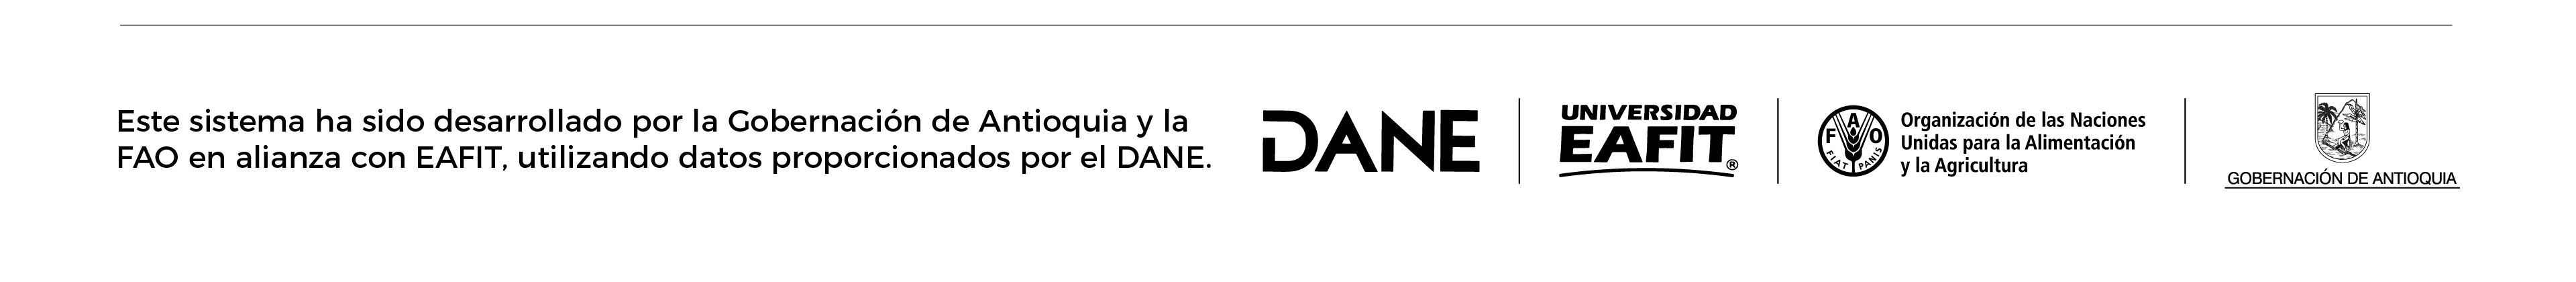 Este sistema ha sido desarrollado por la Gobernación de Antioquia y la
FAO en alianza con EAFIT, utilizando datos proporcionados por el DANE.
DANE
UNIVERSIDAD
EAFIT®
FAO
FIAT PANIS
Organización de las Naciones
Unidas para la Alimentación
y la Agricultura
GOBERNACIÓN DE ANTIOQUIA